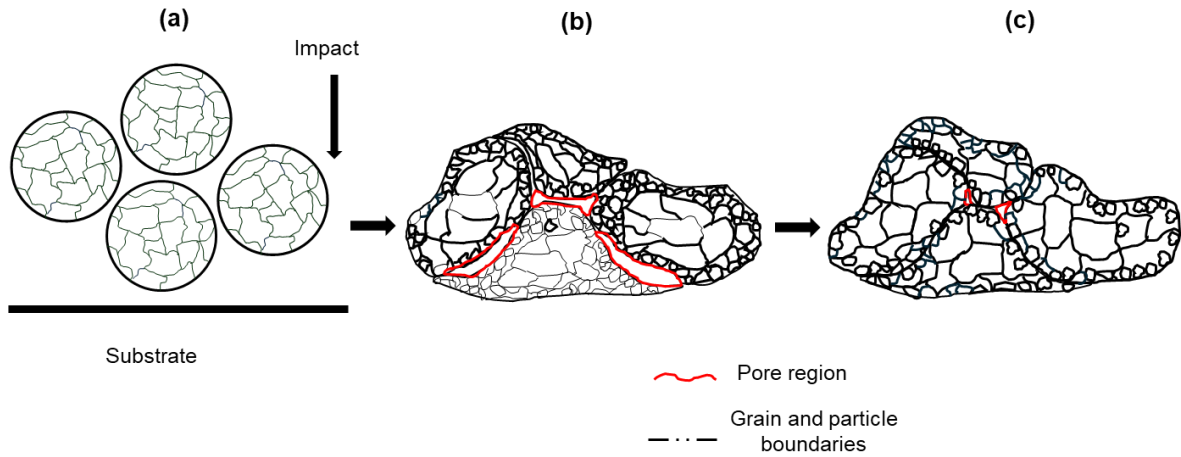 (a)
(b)
(c)
Impact
Substrate
Pore region
Grain and particle
boundaries